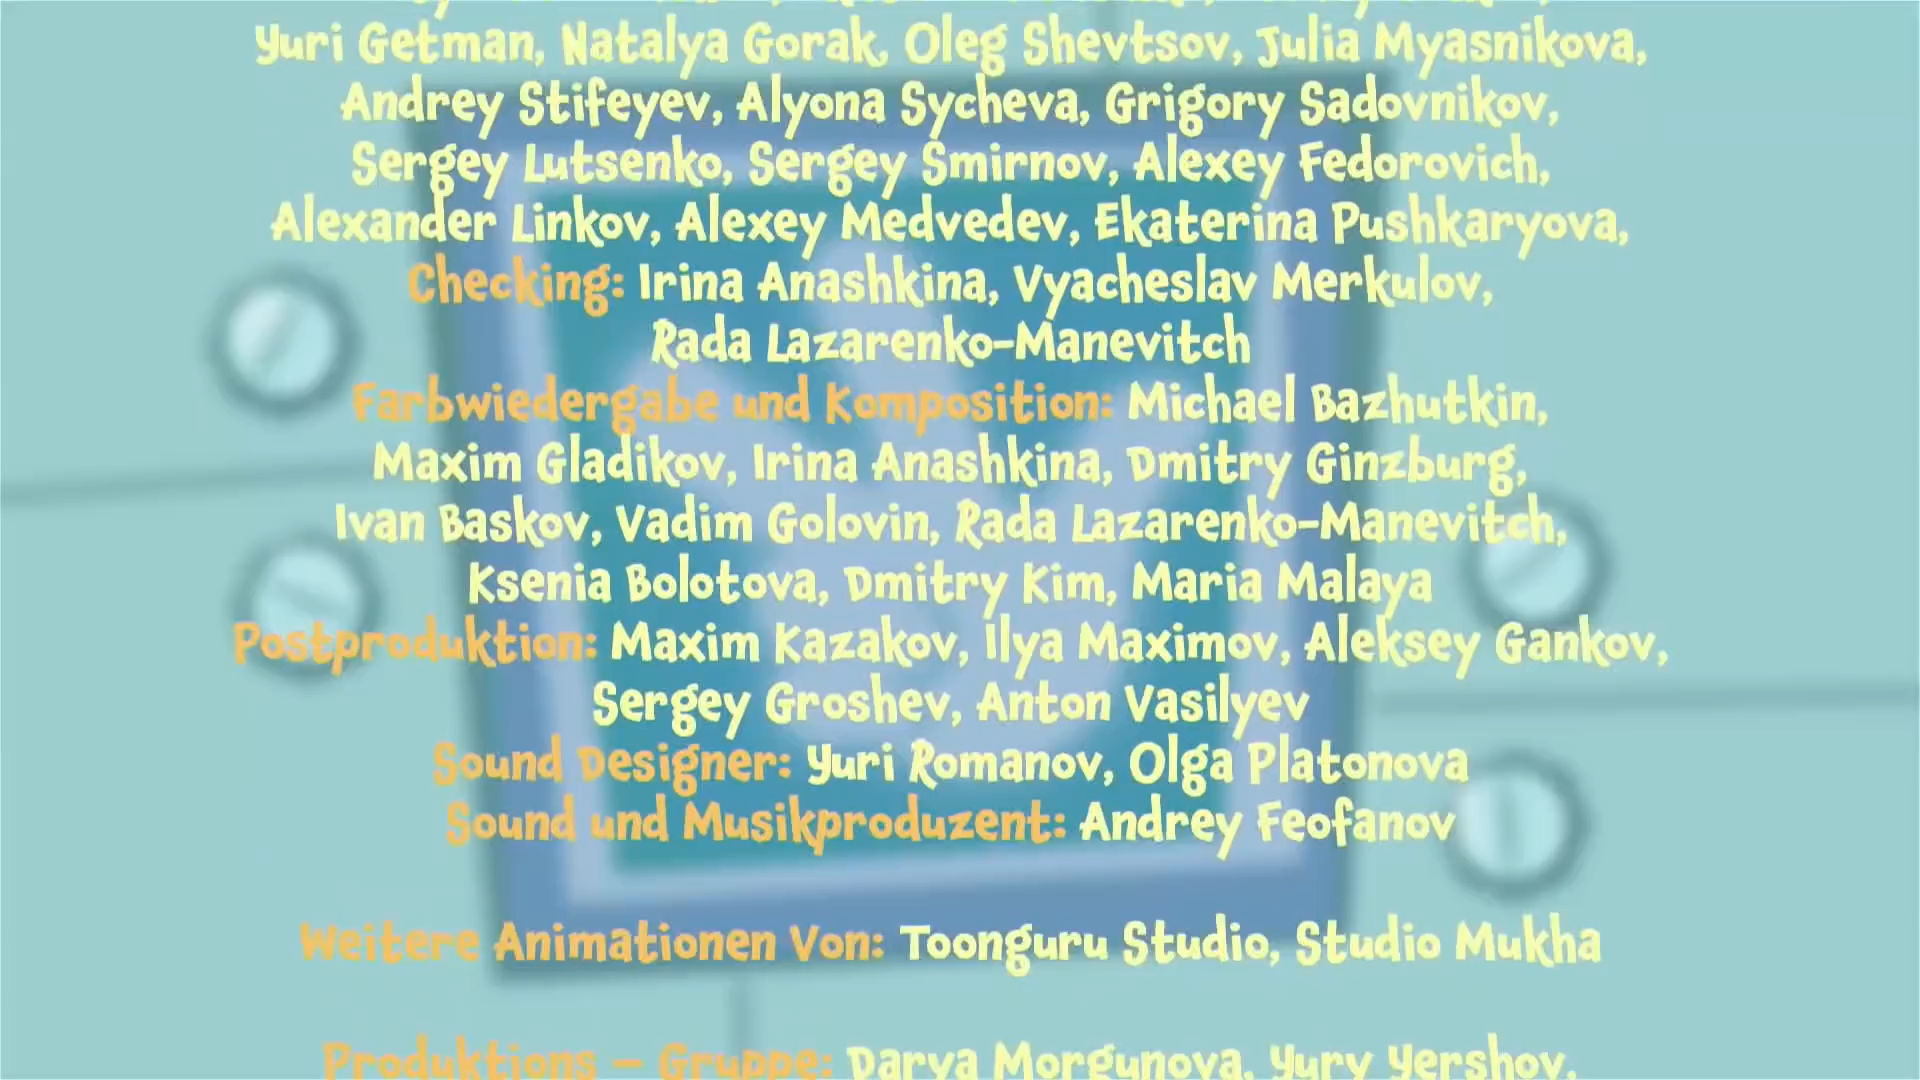 Yuri Getman, Natalya Gorak, Oleg Shevtsov, Julia Myasnikova,
Andrey Stifeyev, Alyona Sycheva, Grigory Sadovnikov,
Sergey Lutsenko, Sergey Smirnov, Alexey Fedorovich,
Alexander Linkov, Alexey Medvedev, Ekaterina Pushkaryova,
Checking: Irina Anashkina, Vyacheslav Merkulov,
Rada Lazarenko-Manevitch
Farbwiedergabe und Komposition: Michael Bazhutkin,
Maxim Gladikov, Irina Anashkina, Dmitry Ginzburg,
Ivan Baskov, Vadim Golovin, Rada Lazarenko-Manevitch,
Ksenia Bolotova, Dmitry Kim, Maria Malaya
Postproduktion: Maxim Kazakov, Ilya Maximov, Aleksey Gankov,
Sergey Groshev, Anton Vasilyev
Sound Designer: Yuri Romanov, Olga Platonova
Sound und Musikproduzent: Andrey Feofanov
Weitere Animationen Von: Toonguru Studio, Studio Mukha
Produktions – Gruppe: Darya Morgunova, Yury Yershov,